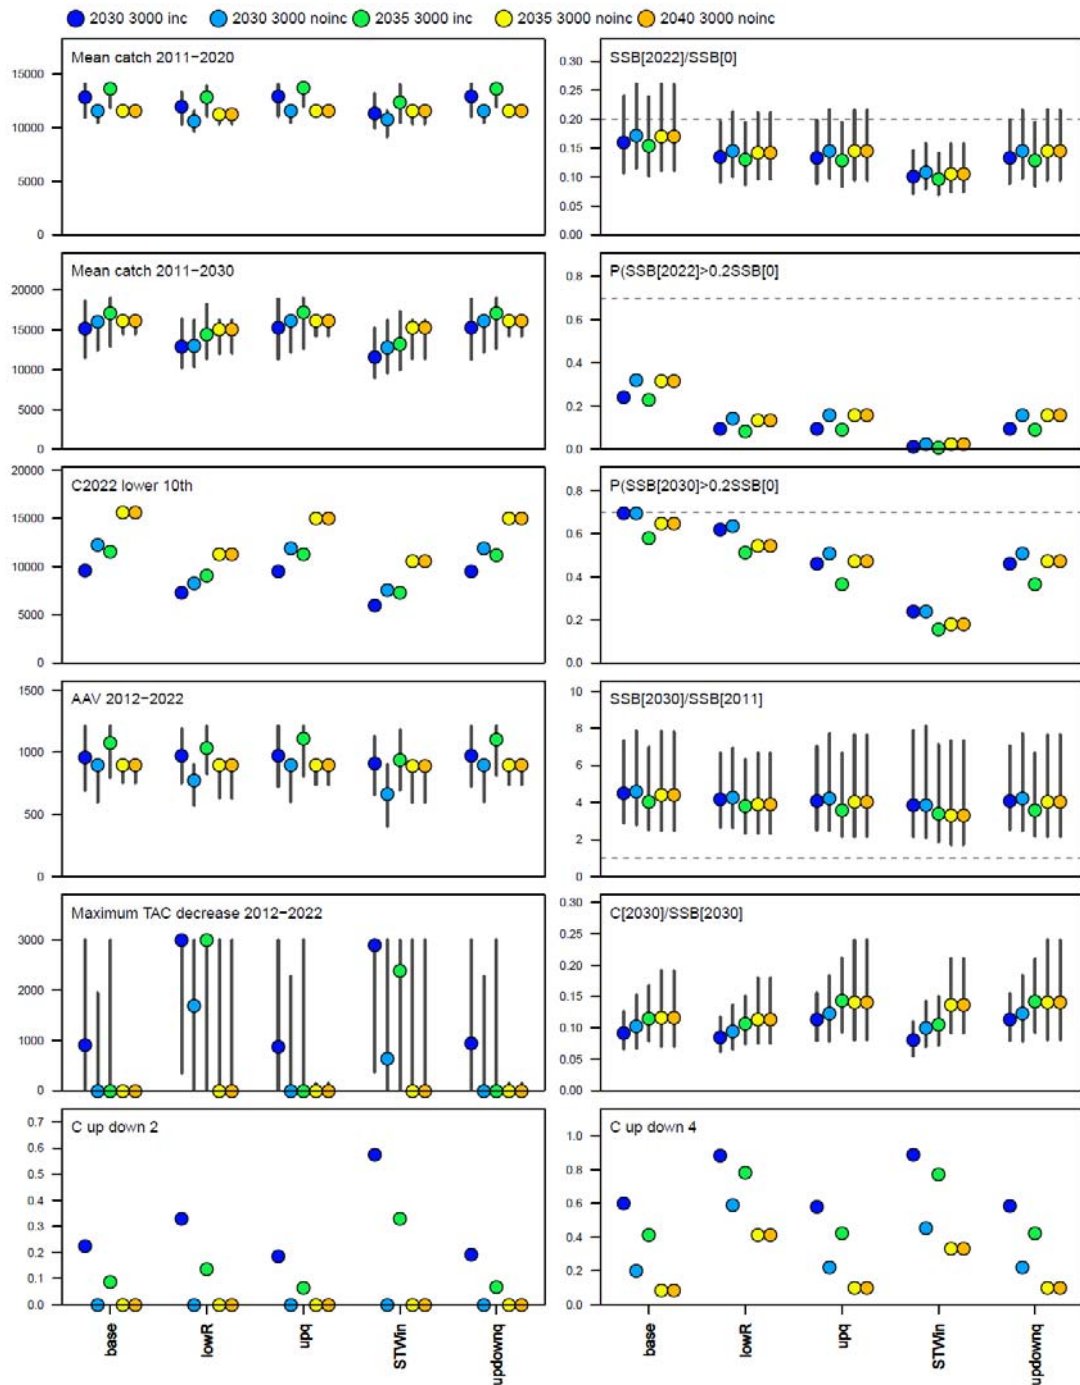 2030 3000 inc 2030 3000 noinc 2035 3000 inc 2035 3000 noinc 2040 3000 noinc
Mean catch 2011−2020
15000
10000
5000
0
SSB[2022]/SSB[0]
0.30
0.25
0.20
0.15
0.10
0.05
0.00
Mean catch 2011−2030
20000
15000
10000
5000
0
P(SSB[2022]>0.2SSB[0]
0.8
0.6
0.4
0.2
0.0
C2022 lower 10th
20000
15000
10000
5000
0
P(SSB[2030]>0.2SSB[0]
0.8
0.6
0.4
0.2
0.0
AAV 2012−2022
1500
1000
500
0
SSB[2030]/SSB[2011]
10
8
6
4
2
0
Maximum TAC decrease 2012−2022
3000
2000
1000
0
C[2030]/SSB[2030]
0.30
0.25
0.20
0.15
0.10
0.05
0.00
C up down 2
0.7
0.6
0.5
0.4
0.3
0.2
0.1
0.0
C up down 4
1.0
0.8
0.6
0.4
0.2
0.0
base
lowR
upq
STWin
updownq
base
lowR
upq
STWin
updownq